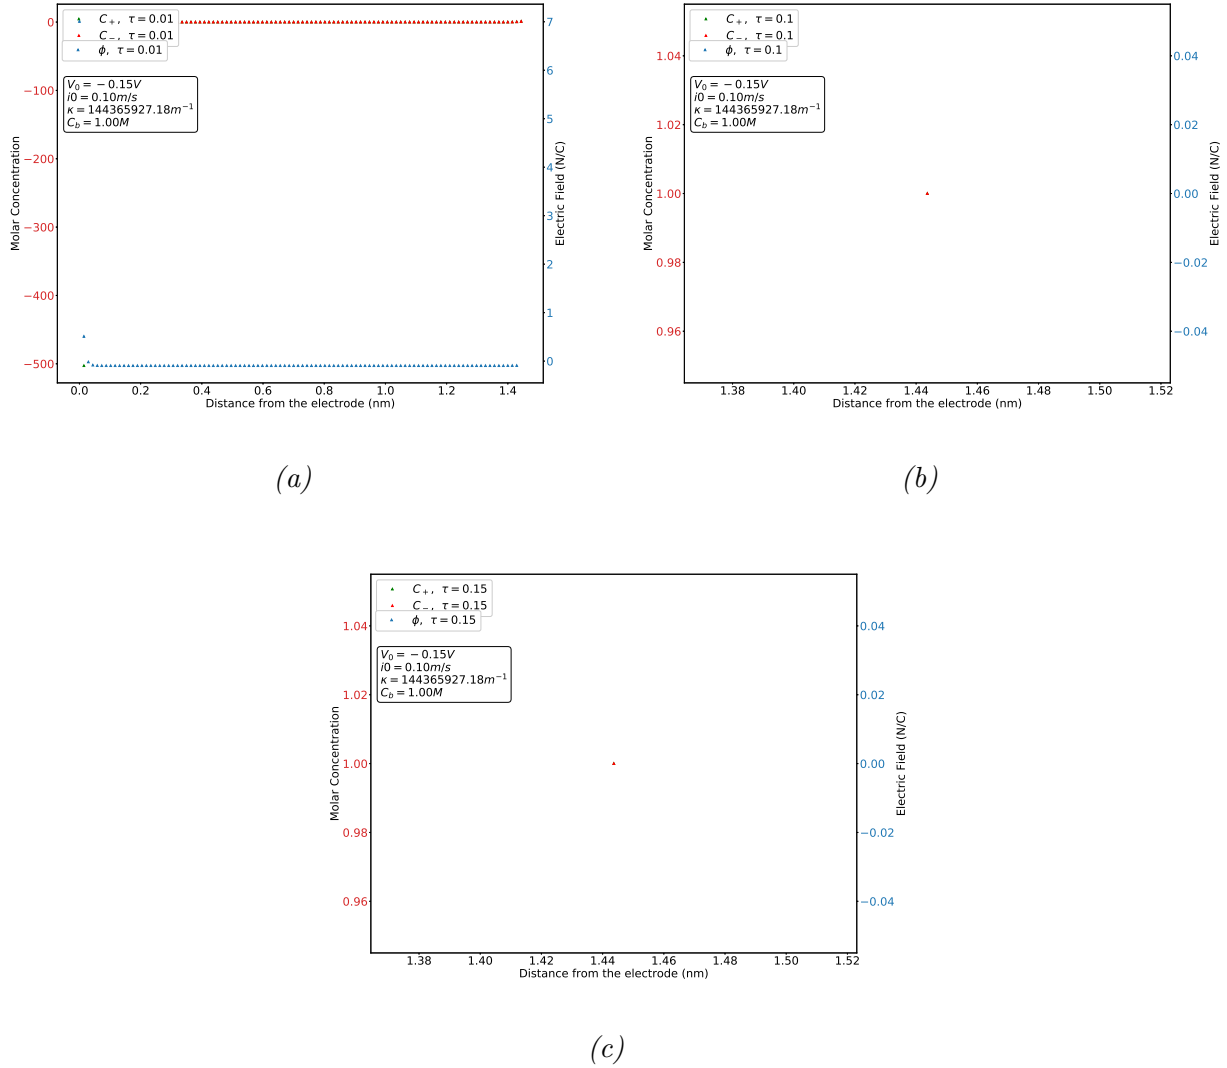 C₊, τ = 0.01
C₋, τ = 0.01
ϕ, τ = 0.01
V₀ = −0.15V
i0 = 0.10m/s
κ = 144365927.18m⁻¹
C_b = 1.00M
0
−100
−200
−300
−400
−500
Molar Concentration
7
6
5
4
3
2
1
0
Electric Field (N/C)
0.0 0.2 0.4 0.6 0.8 1.0 1.2 1.4
Distance from the electrode (nm)
(a)
C₊, τ = 0.1
C₋, τ = 0.1
ϕ, τ = 0.1
V₀ = −0.15V
i0 = 0.10m/s
κ = 144365927.18m⁻¹
C_b = 1.00M
1.04
1.02
1.00
0.98
0.96
Molar Concentration
0.04
0.02
0.00
−0.02
−0.04
Electric Field (N/C)
1.38 1.40 1.42 1.44 1.46 1.48 1.50 1.52
Distance from the electrode (nm)
(b)
C₊, τ = 0.15
C₋, τ = 0.15
ϕ, τ = 0.15
V₀ = −0.15V
i0 = 0.10m/s
κ = 144365927.18m⁻¹
C_b = 1.00M
1.04
1.02
1.00
0.98
0.96
Molar Concentration
0.04
0.02
0.00
−0.02
−0.04
Electric Field (N/C)
1.38 1.40 1.42 1.44 1.46 1.48 1.50 1.52
Distance from the electrode (nm)
(c)